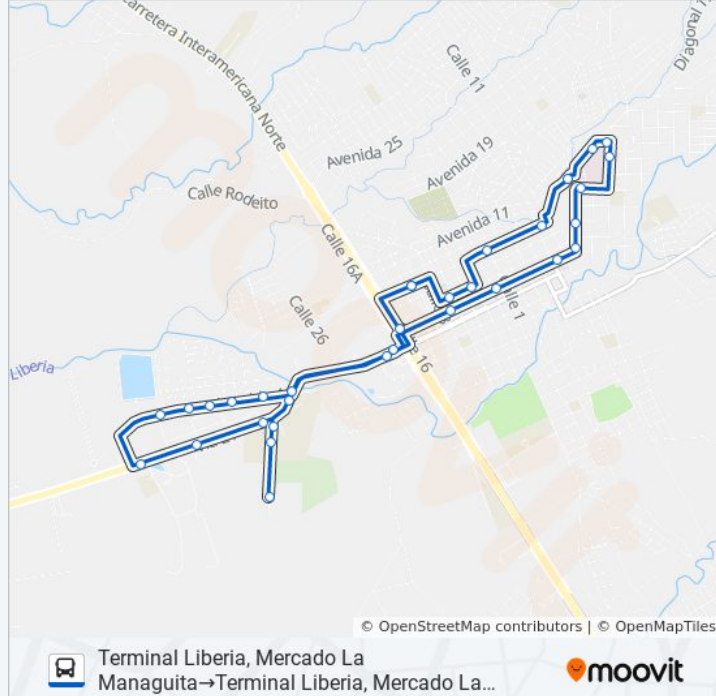 Carretera Interamericana Norte
Calle 11
Diagonal 1
Avenida 25
Avenida 19
Calle Rodeito
Avenida 11
Calle 16A
Calle 1
Calle 26
Calle 16
Liberia
© OpenStreetMap contributors | © OpenMapTiles
Terminal Liberia, Mercado La
Managuita→Terminal Liberia, Mercado La...
moovit